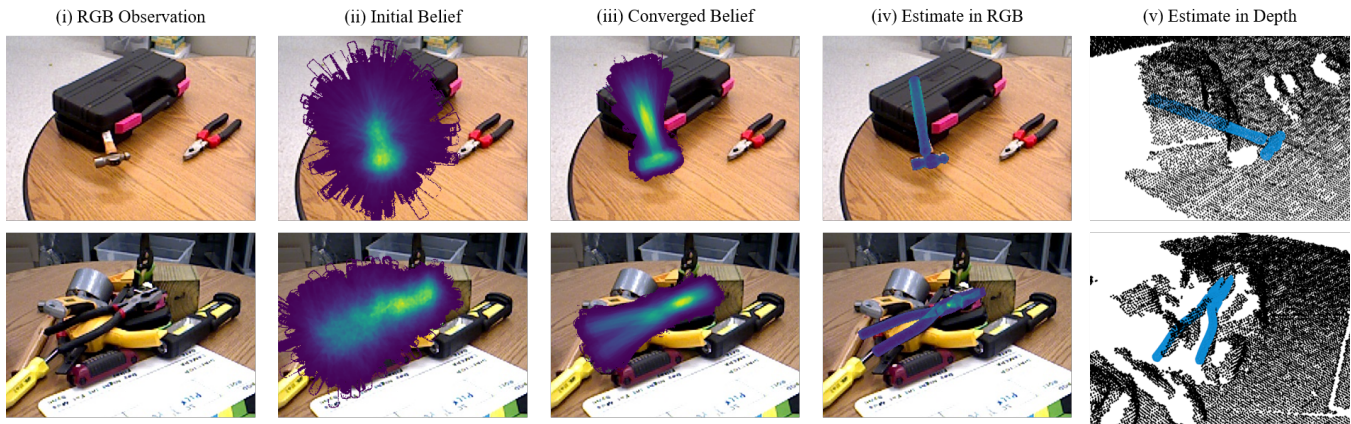 (i) RGB Observation
(ii) Initial Belief
(iii) Converged Belief
(iv) Estimate in RGB
(v) Estimate in Depth